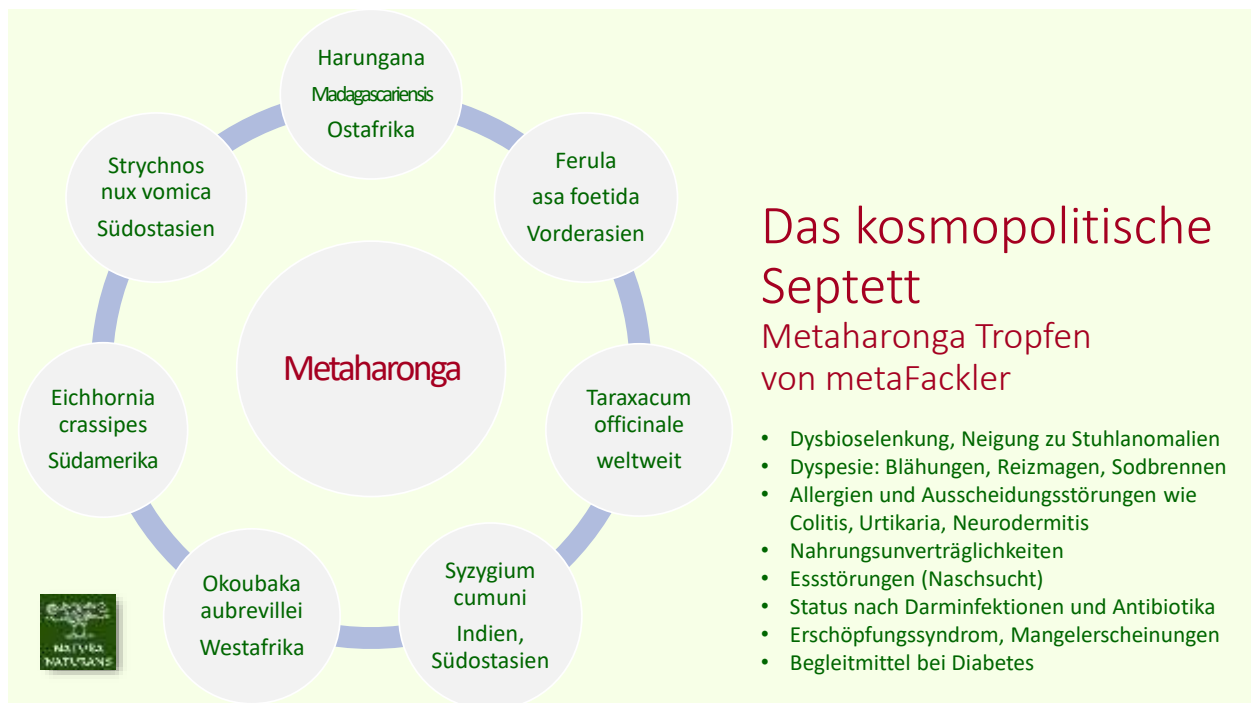 Harungana
Madagascariensis
Ostafrika
Ferula
asa foetida
Vorderasien
Taraxacum
officinale
weltweit
Syzygium
cumuni
Indien,
Südostasien
Okoubaka
aubrevillei
Westafrika
Eichhornia
crassipes
Südamerika
Strychnos
nux vomica
Südostasien
Metaharonga
Das kosmopolitische
Septett
Metaharonga Tropfen
von metaFackler
• Dysbioselenkung, Neigung zu Stuhlanomalien
• Dyspesie: Blähungen, Reizmagen, Sodbrennen
• Allergien und Ausscheidungsstörungen wie
Colitis, Urtikaria, Neurodermitis
• Nahrungsunverträglichkeiten
• Essstörungen (Naschsucht)
• Status nach Darminfektionen und Antibiotika
• Erschöpfungssyndrom, Mangelerscheinungen
• Begleitmittel bei Diabetes
NATURA
NATURANS